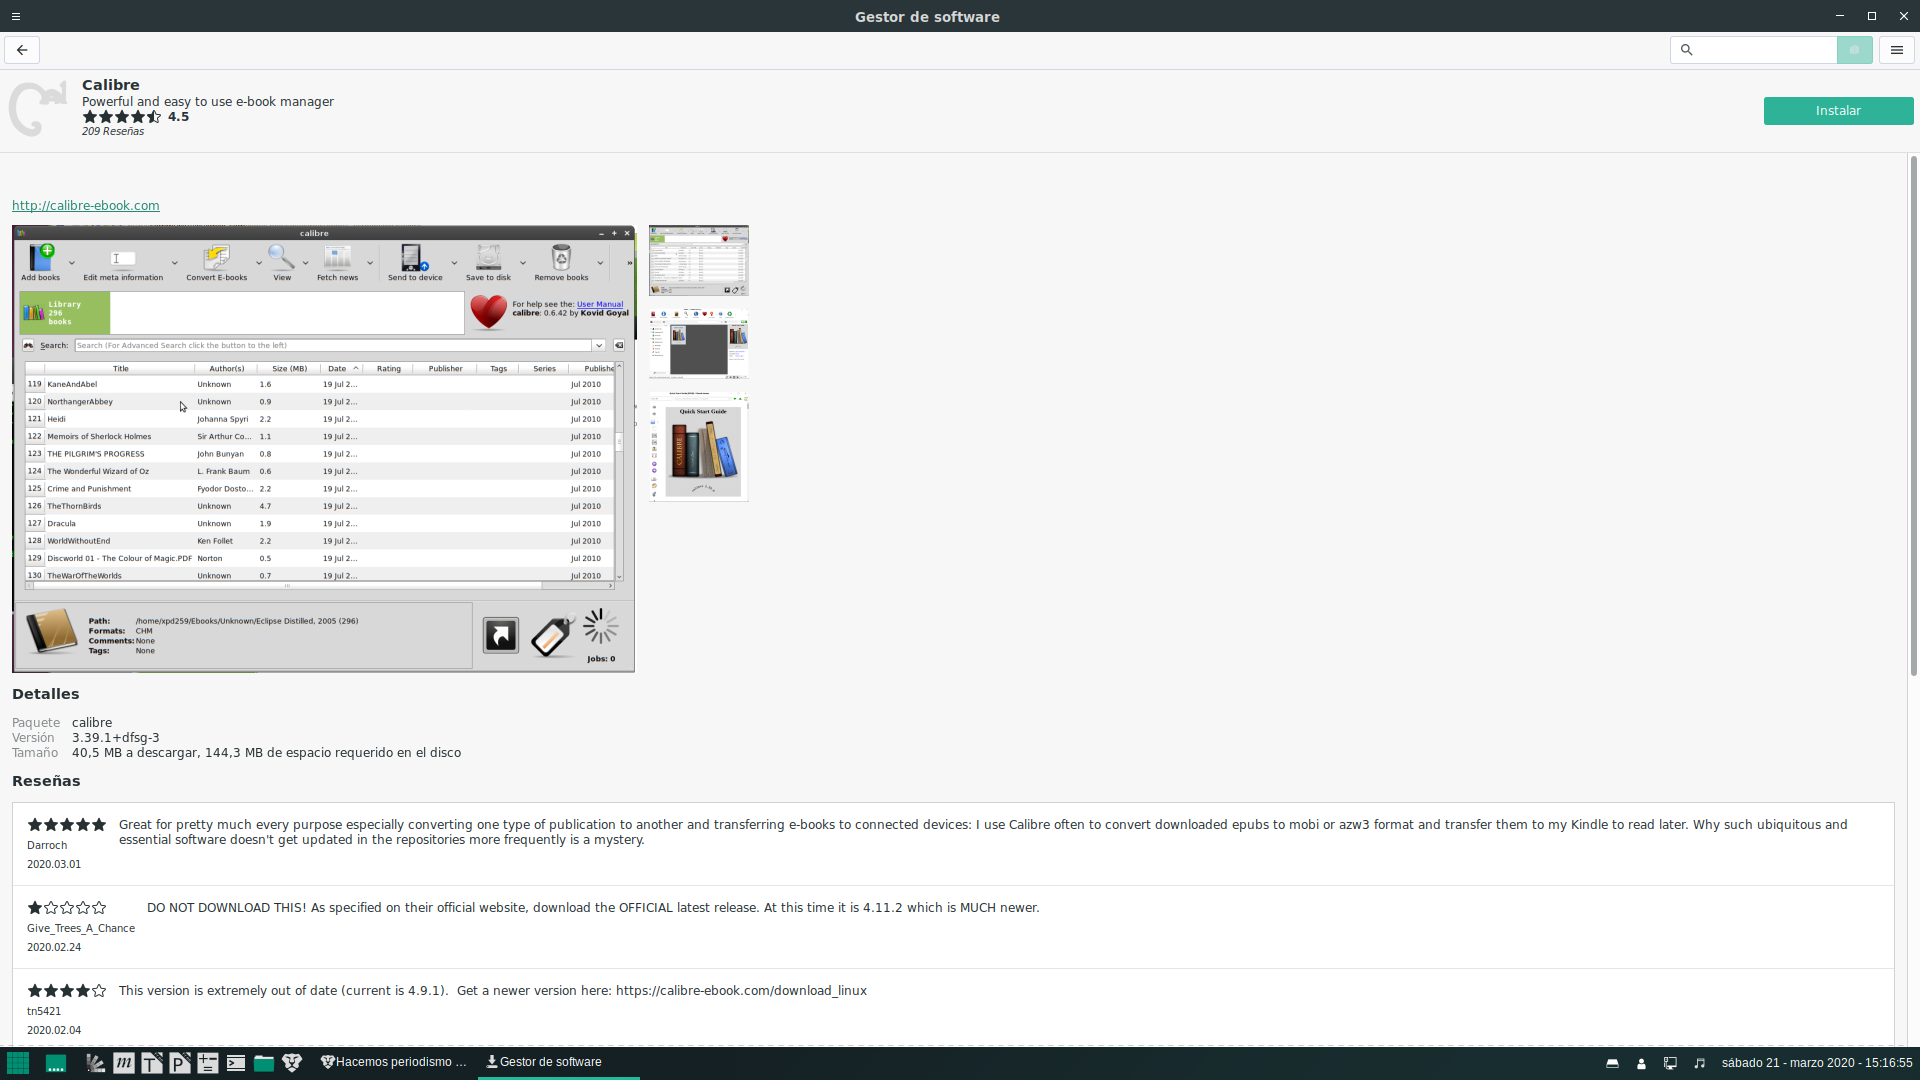 Gestor de software
Calibre
Powerful and easy to use e-book manager
4.5
209 Reseñas
Instalar
http://calibre-ebook.com
calibre
Add books
Edit meta information
Convert E-books
View
Fetch news
Send to device
Save to disk
Remove books
Library
296
books
For help see the: User Manual
calibre: 0.6.42 by Kovid Goyal
Search: Search (For Advanced Search click the button to the left)
Title Author(s) Size (MB) Date Rating Publisher Tags Series Publishe
119 KaneAndAbel Unknown 1.6 19 Jul 2... Jul 2010
120 NorthangerAbbey Unknown 0.9 19 Jul 2... Jul 2010
121 Heidi Johanna Spyri 2.2 19 Jul 2... Jul 2010
122 Memoirs of Sherlock Holmes Sir Arthur Co... 1.1 19 Jul 2... Jul 2010
123 THE PILGRIM'S PROGRESS John Bunyan 0.8 19 Jul 2... Jul 2010
124 The Wonderful Wizard of Oz L. Frank Baum 0.6 19 Jul 2... Jul 2010
125 Crime and Punishment Fyodor Dosto... 2.2 19 Jul 2... Jul 2010
126 TheThornBirds Unknown 4.7 19 Jul 2... Jul 2010
127 Dracula Unknown 1.9 19 Jul 2... Jul 2010
128 WorldWithoutEnd Ken Follet 2.2 19 Jul 2... Jul 2010
129 Discworld 01 - The Colour of Magic.PDF Norton 0.5 19 Jul 2... Jul 2010
130 TheWarOfTheWorlds Unknown 0.7 19 Jul 2... Jul 2010
Path: /home/xpd259/Ebooks/Unknown/Eclipse Distilled, 2005 (296)
Formats: CHM
Comments: None
Tags: None
Jobs: 0
Quick Start Guide
CALIBRE
Detalles
Paquete calibre
Versión 3.39.1+dfsg-3
Tamaño 40,5 MB a descargar, 144,3 MB de espacio requerido en el disco
Reseñas
Great for pretty much every purpose especially converting one type of publication to another and transferring e-books to connected devices: I use Calibre often to convert downloaded epubs to mobi or azw3 format and transfer them to my Kindle to read later. Why such ubiquitous and
essential software doesn't get updated in the repositories more frequently is a mystery.
Darroch
2020.03.01
DO NOT DOWNLOAD THIS! As specified on their official website, download the OFFICIAL latest release. At this time it is 4.11.2 which is MUCH newer.
Give_Trees_A_Chance
2020.02.24
This version is extremely out of date (current is 4.9.1).  Get a newer version here: https://calibre-ebook.com/download_linux
tn5421
2020.02.04
Hacemos periodismo ...
Gestor de software
sábado 21 - marzo 2020 - 15:16:55